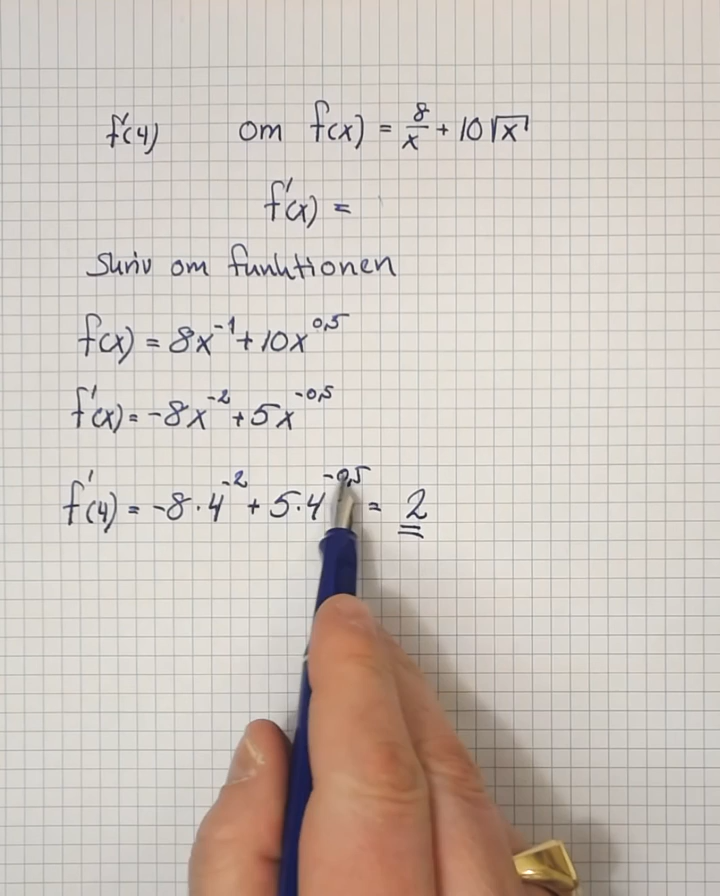 f'(4) om f(x) = 8/x + 10√x
f'(x) =
Skriv om funktionen
f(x) = 8x^-1 + 10x^0,5
f'(x) = -8x^-2 + 5x^-0,5
f'(4) = -8·4^-2 + 5·4^-0,5 = 2